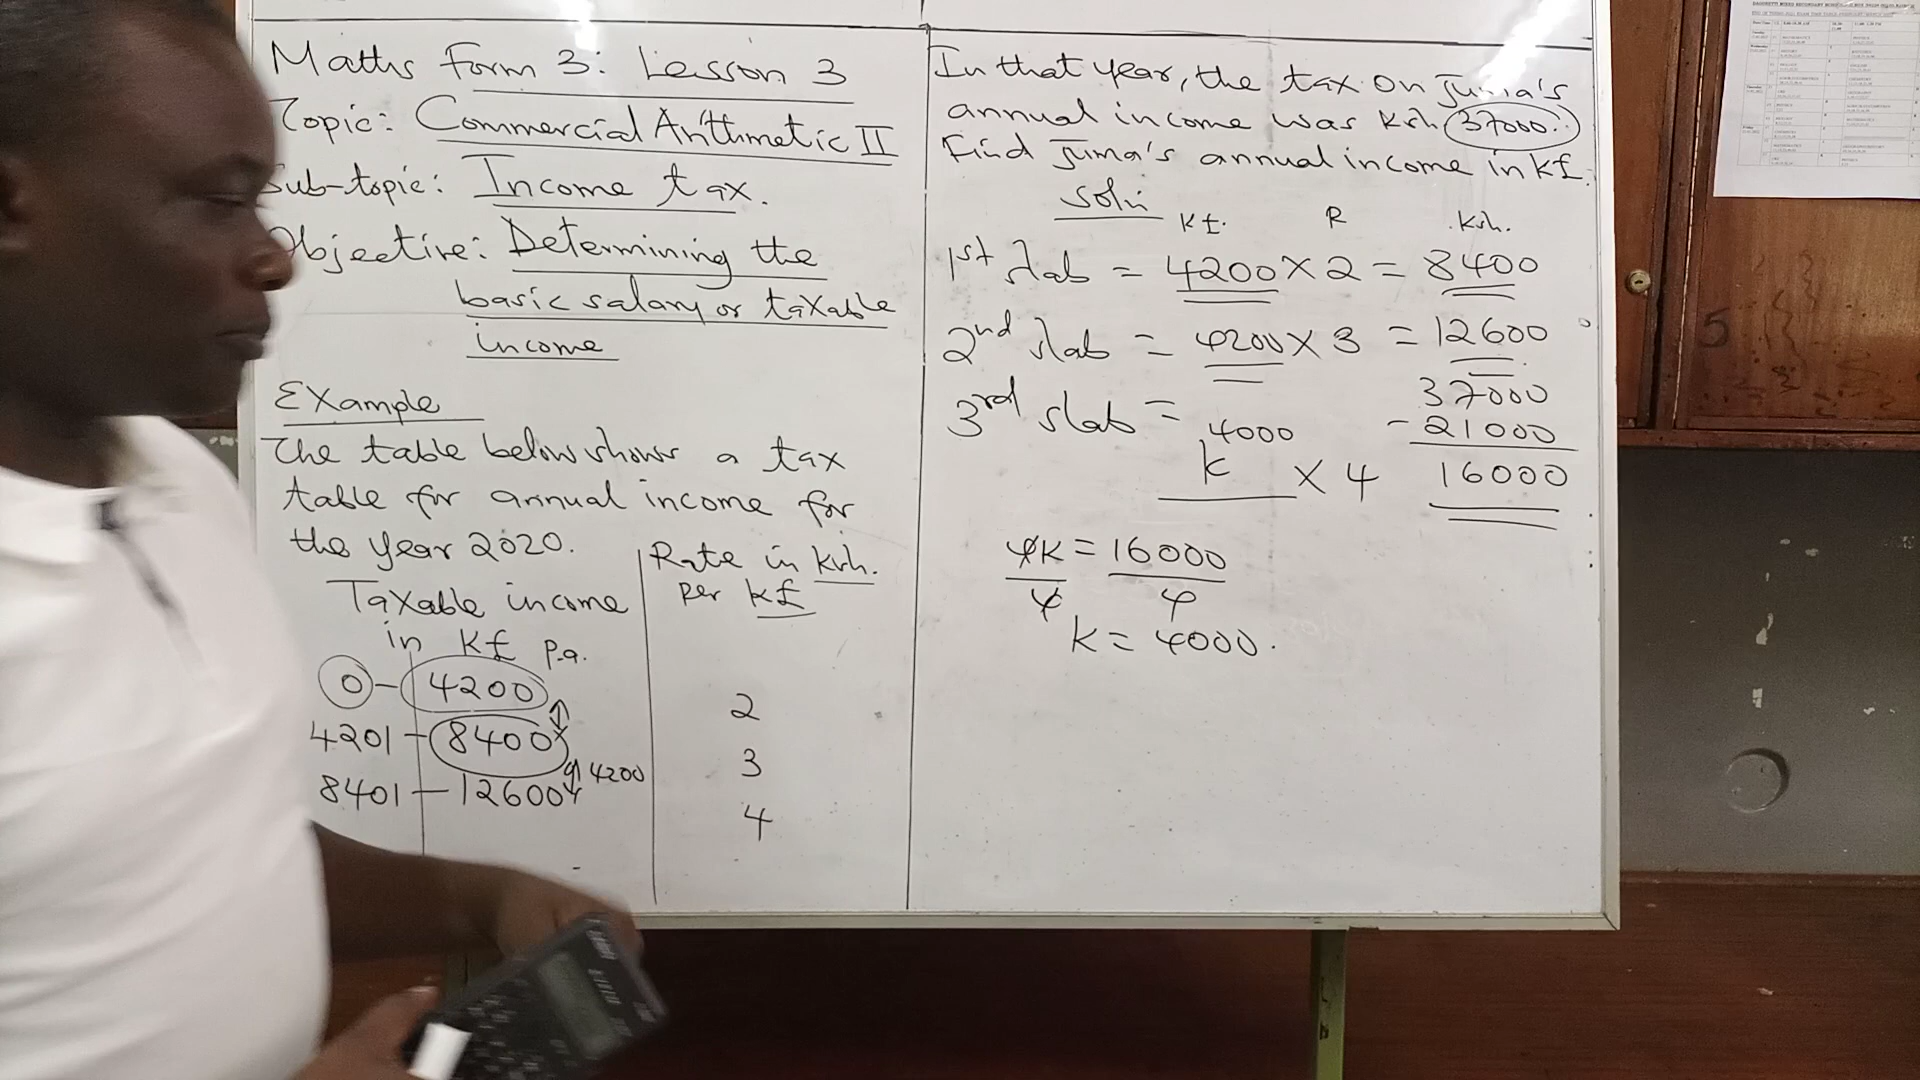 Maths Form 3: Lesson 3
Topic: Commercial Arithmetic II
Sub-topic: Income tax.
Objective: Determining the
basic salary or taxable
income
Example
The table below shows a tax
table for annual income for
the year 2020.
Taxable income
in K£ p.a.
Rate in ksh.
per K£
0 - 4200
2
4201 - 8400
3
4200
8401 - 12600
4
In that year, the tax on Juma's
annual income was Ksh 37000.
Find Juma's annual income in K£.
soln
K£. R Ksh.
1st slab = 4200 X 2 = 8400
2nd slab = 4200 X 3 = 12600
37000
3rd slab = 4000
- 21000
k X 4 16000
4K = 16000
4 4
K = 4000.
5